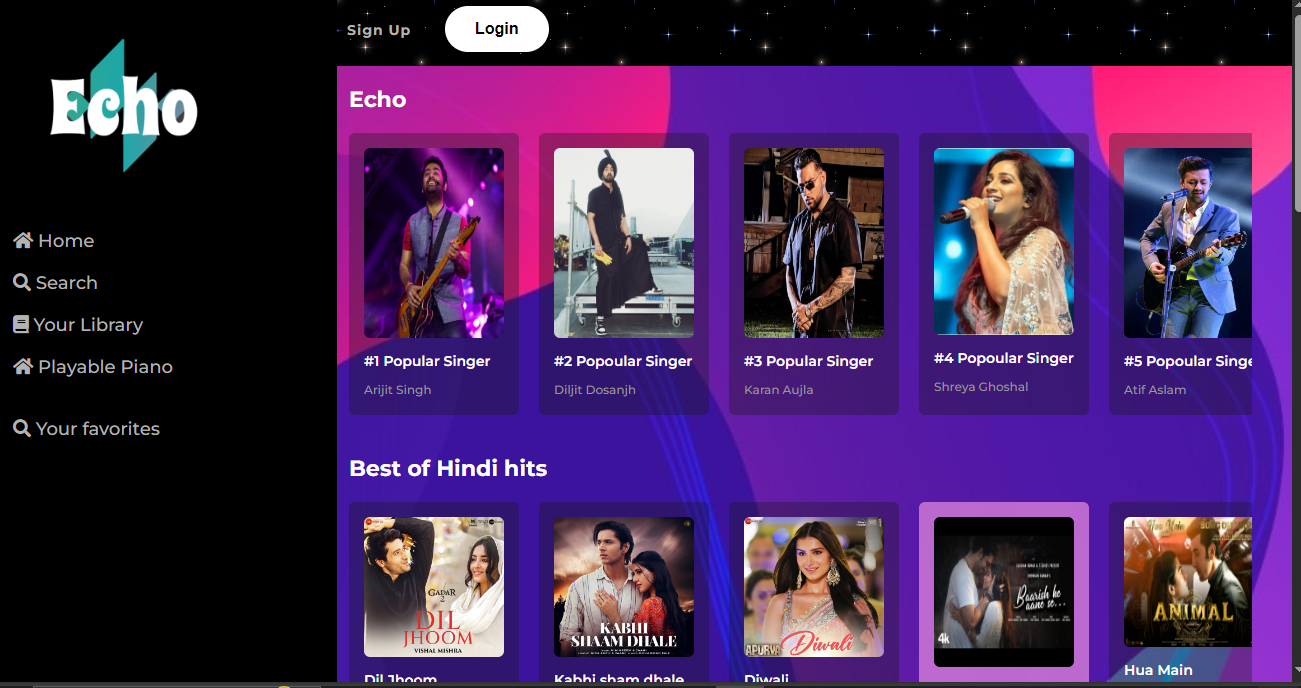 Sign Up
Login
Echo
Home
Search
Your Library
Playable Piano
Your favorites
Echo
#1 Popular Singer
Arijit Singh
#2 Popoular Singer
Diljit Dosanjh
#3 Popular Singer
Karan Aujla
#4 Popoular Singer
Shreya Ghoshal
#5 Popoular Singe
Atif Aslam
Best of Hindi hits
GADAR
2
DIL
JHOOM
VISHAL MISHRA
Dil Jhoom
KABHI
SHAAM DHALE
Kabhi sham dhale
APURVA
Diwali
Diwali
Baarish ke
aane se...
4k
Hua Main
ANIMAL
Hua Main